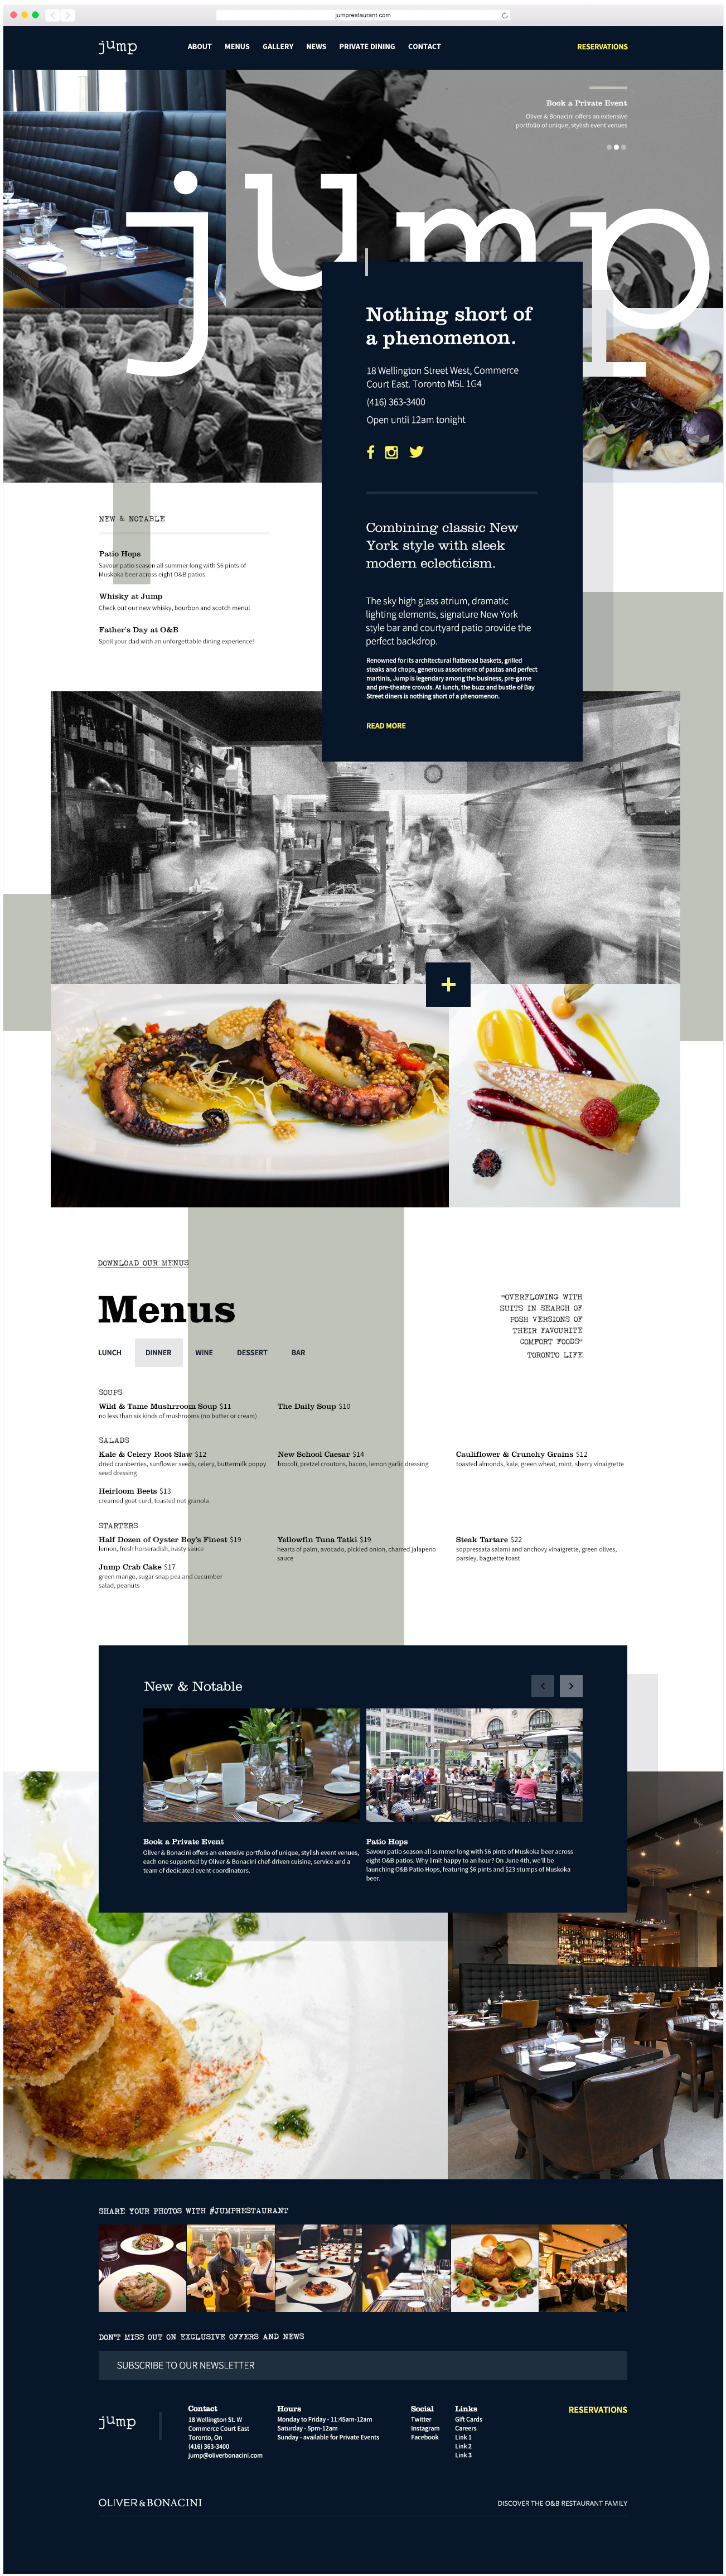 jumprestaurant.com
jump
ABOUT MENUS GALLERY NEWS PRIVATE DINING CONTACT
RESERVATIONS
Book a Private Event
Oliver & Bonacini offers an extensive
portfolio of unique, stylish event venues
jump
Nothing short of
a phenomenon.
18 Wellington Street West, Commerce
Court East. Toronto M5L 1G4
(416) 363-3400
Open until 12am tonight
Combining classic New
York style with sleek
modern eclecticism.
The sky high glass atrium, dramatic
lighting elements, signature New York
style bar and courtyard patio provide the
perfect backdrop.
Renowned for its architectural flatbread baskets, grilled
steaks and chops, generous assortment of pastas and perfect
martinis, Jump is legendary among the business, pre-game
and pre-theatre crowds. At lunch, the buzz and bustle of Bay
Street diners is nothing short of a phenomenon.
READ MORE
NEW & NOTABLE
Patio Hops
Savour patio season all summer long with $6 pints of
Muskoka beer across eight O&B patios.
Whisky at Jump
Check out our new whisky, bourbon and scotch menu!
Father's Day at O&B
Spoil your dad with an unforgettable dining experience!
+
DOWNLOAD OUR MENUS
Menus
"OVERFLOWING WITH
SUITS IN SEARCH OF
POSH VERSIONS OF
THEIR FAVOURITE
COMFORT FOODS"
TORONTO LIFE
LUNCH DINNER WINE DESSERT BAR
SOUPS
Wild & Tame Mushrroom Soup $11
no less than six kinds of mushrooms (no butter or cream)
The Daily Soup $10
SALADS
Kale & Celery Root Slaw $12
dried cranberries, sunflower seeds, celery, buttermilk poppy
seed dressing
New School Caesar $14
brocoli, pretzel croutons, bacon, lemon garlic dressing
Cauliflower & Crunchy Grains $12
toasted almonds, kale, green wheat, mint, sherry vinaigrette
Heirloom Beets $13
creamed goat curd, toasted nut granola
STARTERS
Half Dozen of Oyster Boy's Finest $19
lemon, fresh horseradish, nasty sauce
Yellowfin Tuna Tatki $19
hearts of palm, avocado, pickled onion, charred jalapeno
sauce
Steak Tartare $22
soppressata salami and anchovy vinaigrette, green olives,
parsley, baguette toast
Jump Crab Cake $17
green mango, sugar snap pea and cucumber
salad, peanuts
New & Notable
Book a Private Event
Oliver & Bonacini offers an extensive portfolio of unique, stylish event venues,
each one supported by Oliver & Bonacini chef-driven cuisine, service and a
team of dedicated event coordinators.
Patio Hops
Savour patio season all summer long with $6 pints of Muskoka beer across
eight O&B patios. Why limit happy to an hour? On June 4th, we'll be
launching O&B Patio Hops, featuring $6 pints and $23 stumps of Muskoka
beer.
SHARE YOUR PHOTOS WITH #JUMPRESTAURANT
DON'T MISS OUT ON EXCLUSIVE OFFERS AND NEWS
SUBSCRIBE TO OUR NEWSLETTER
jump
Contact
18 Wellington St. W
Commerce Court East
Toronto, On
(416) 363-3400
jump@oliverbonacini.com
Hours
Monday to Friday - 11:45am-12am
Saturday - 5pm-12am
Sunday - available for Private Events
Social
Twitter
Instagram
Facebook
Links
Gift Cards
Careers
Link 1
Link 2
Link 3
RESERVATIONS
OLIVER & BONACINI
DISCOVER THE O&B RESTAURANT FAMILY